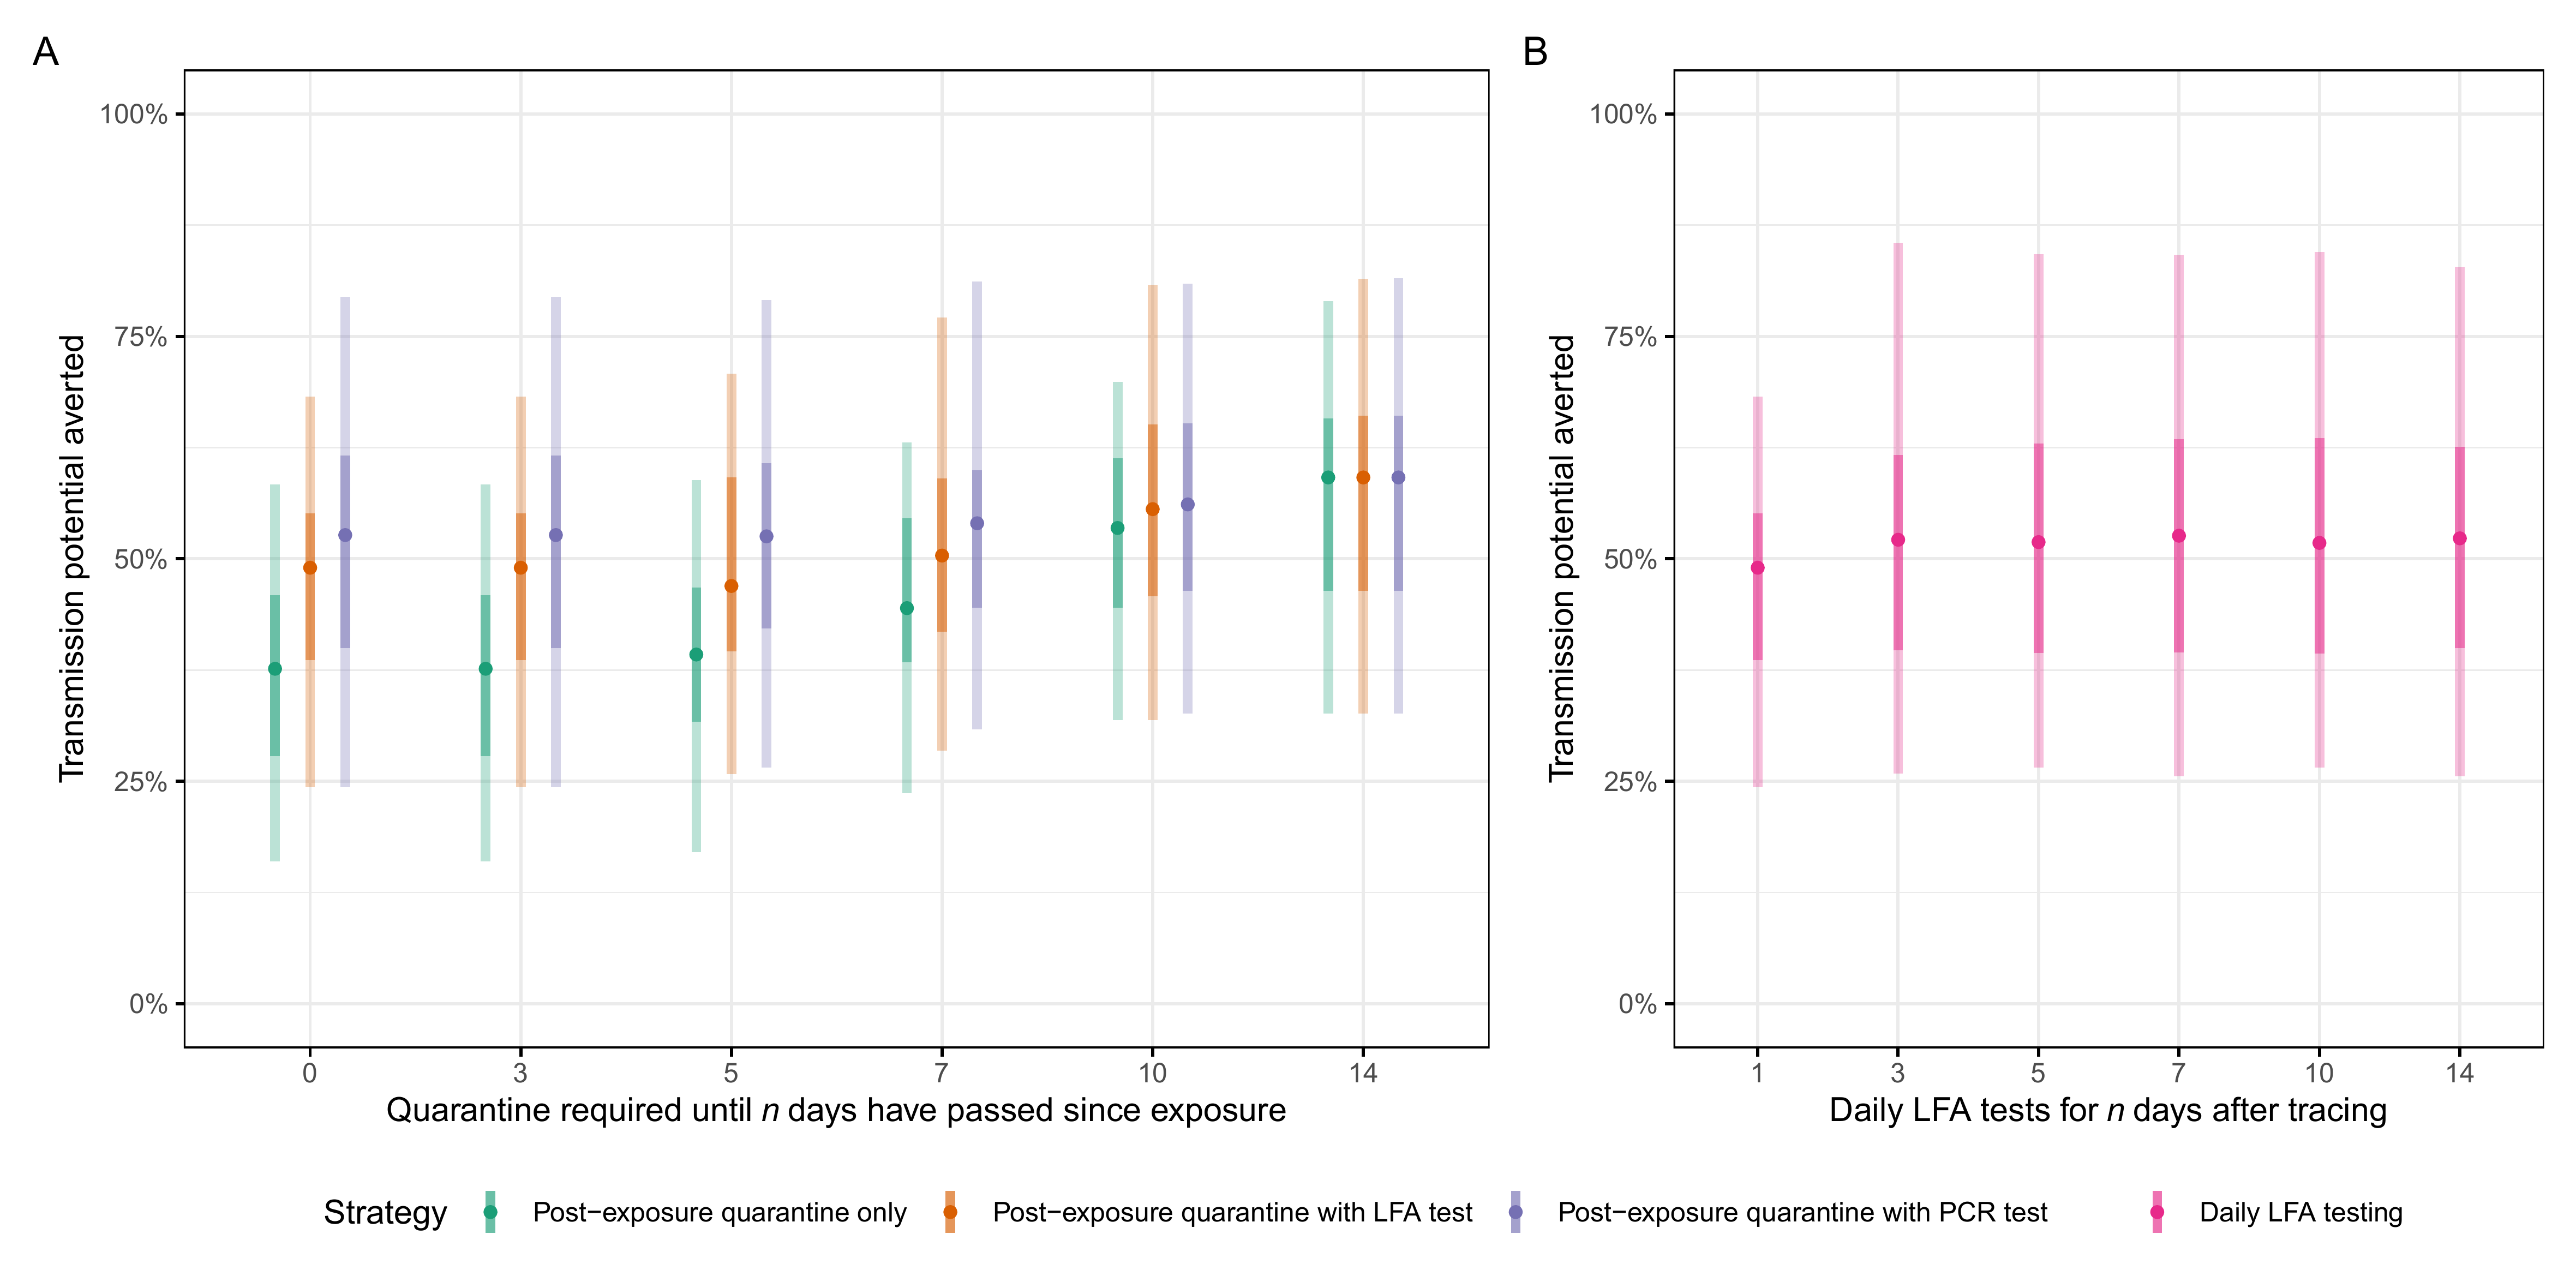 A
B
100%
75%
50%
25%
0%
Transmission potential averted
0 3 5 7 10 14
Quarantine required until n days have passed since exposure
100%
75%
50%
25%
0%
Transmission potential averted
1 3 5 7 10 14
Daily LFA tests for n days after tracing
Strategy Post−exposure quarantine only Post−exposure quarantine with LFA test Post−exposure quarantine with PCR test Daily LFA testing